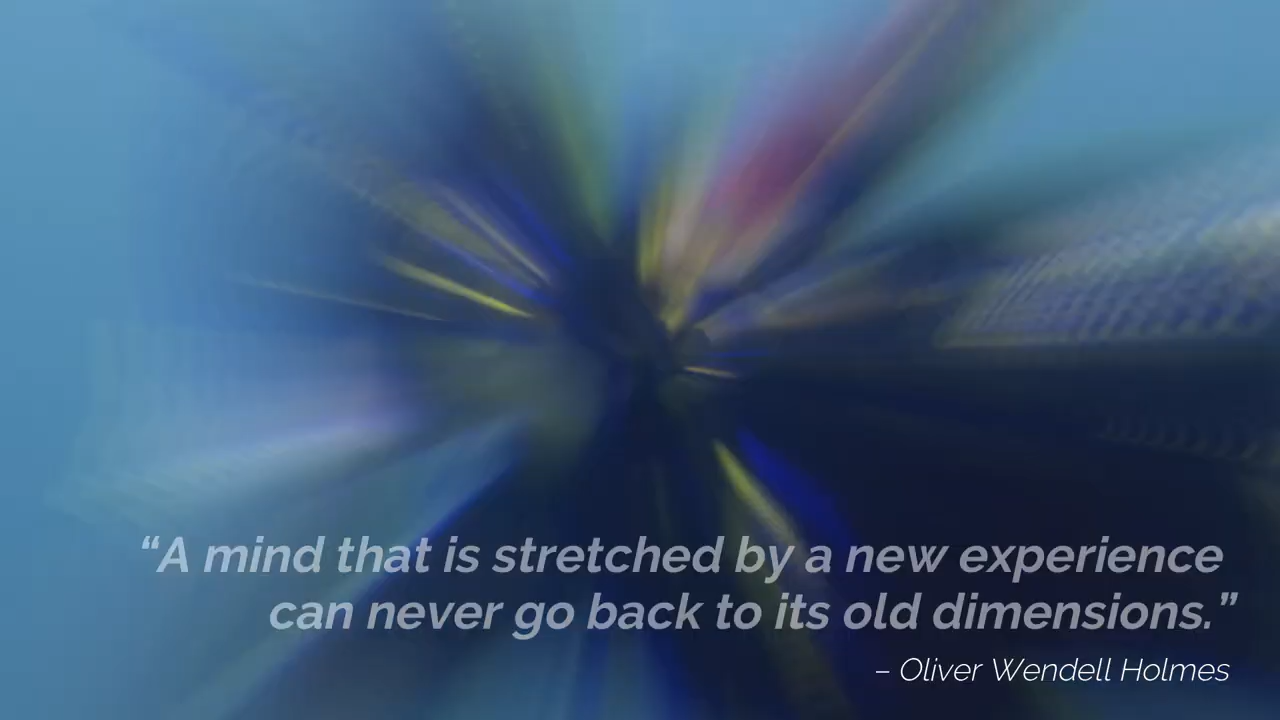 “A mind that is stretched by a new experience
can never go back to its old dimensions.”
– Oliver Wendell Holmes